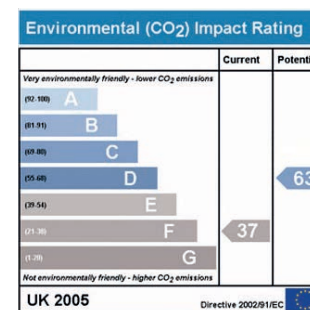 Environmental (CO2) Impact Rating
Current Potenti
Very environmentally friendly - lower CO2 emissions
(92-100) A
(81-91) B
(69-80) C
(55-68) D 63
(39-54) E
(21-38) F 37
(1-20) G
Not environmentally friendly - higher CO2 emissions
UK 2005 Directive 2002/91/EC